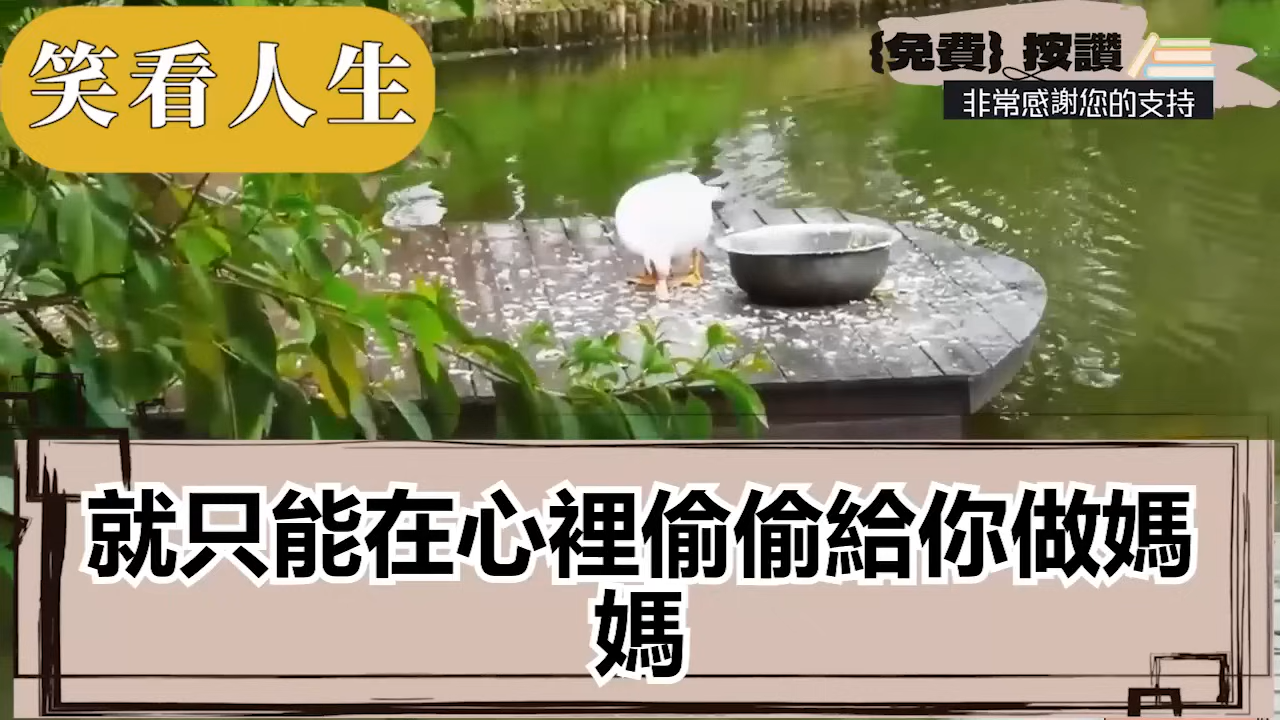 笑看人生
{免費} 按讚
非常感謝您的支持
就只能在心裡偷偷給你做媽
媽